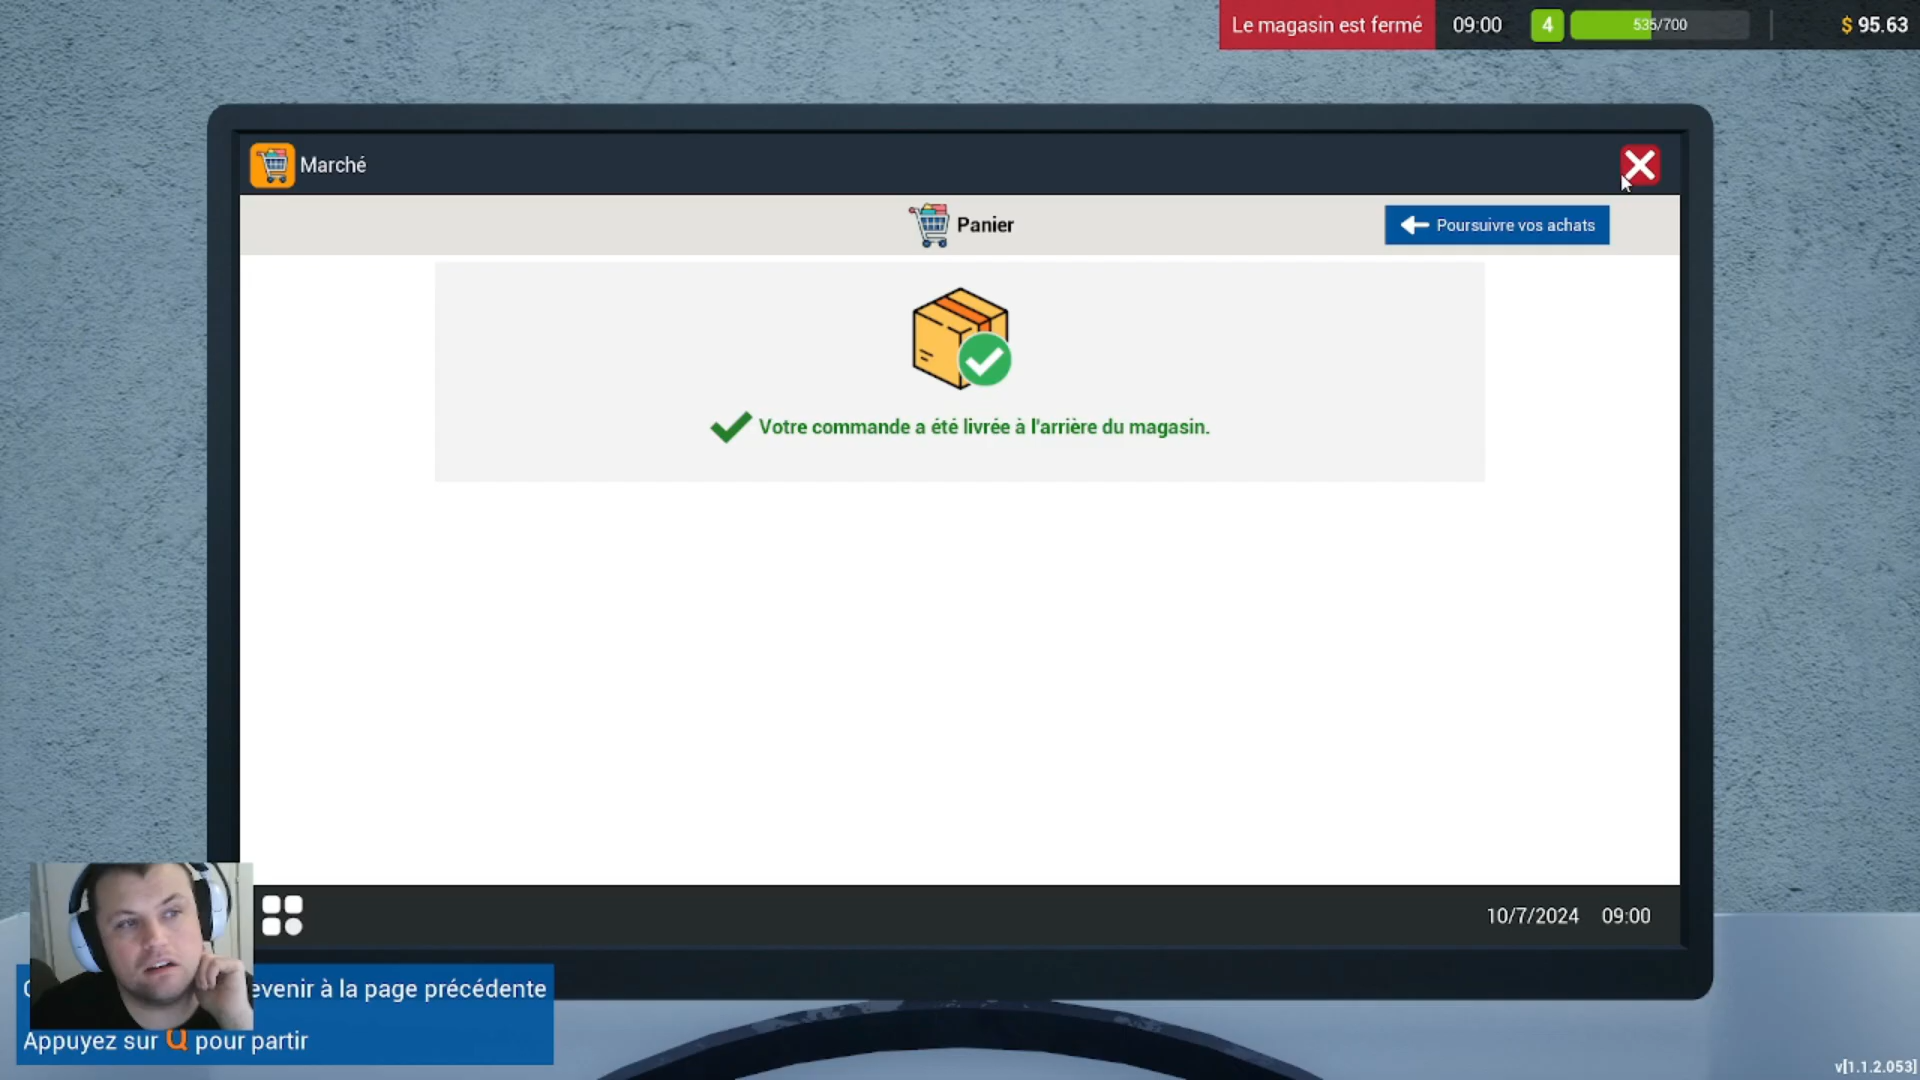 Le magasin est fermé 09:00 4 535/700 $ 95.63
Marché
Panier
Poursuivre vos achats
Votre commande a été livrée à l'arrière du magasin.
10/7/2024 09:00
evenir à la page précédente
Appuyez sur Q pour partir
v[1.1.2.053]